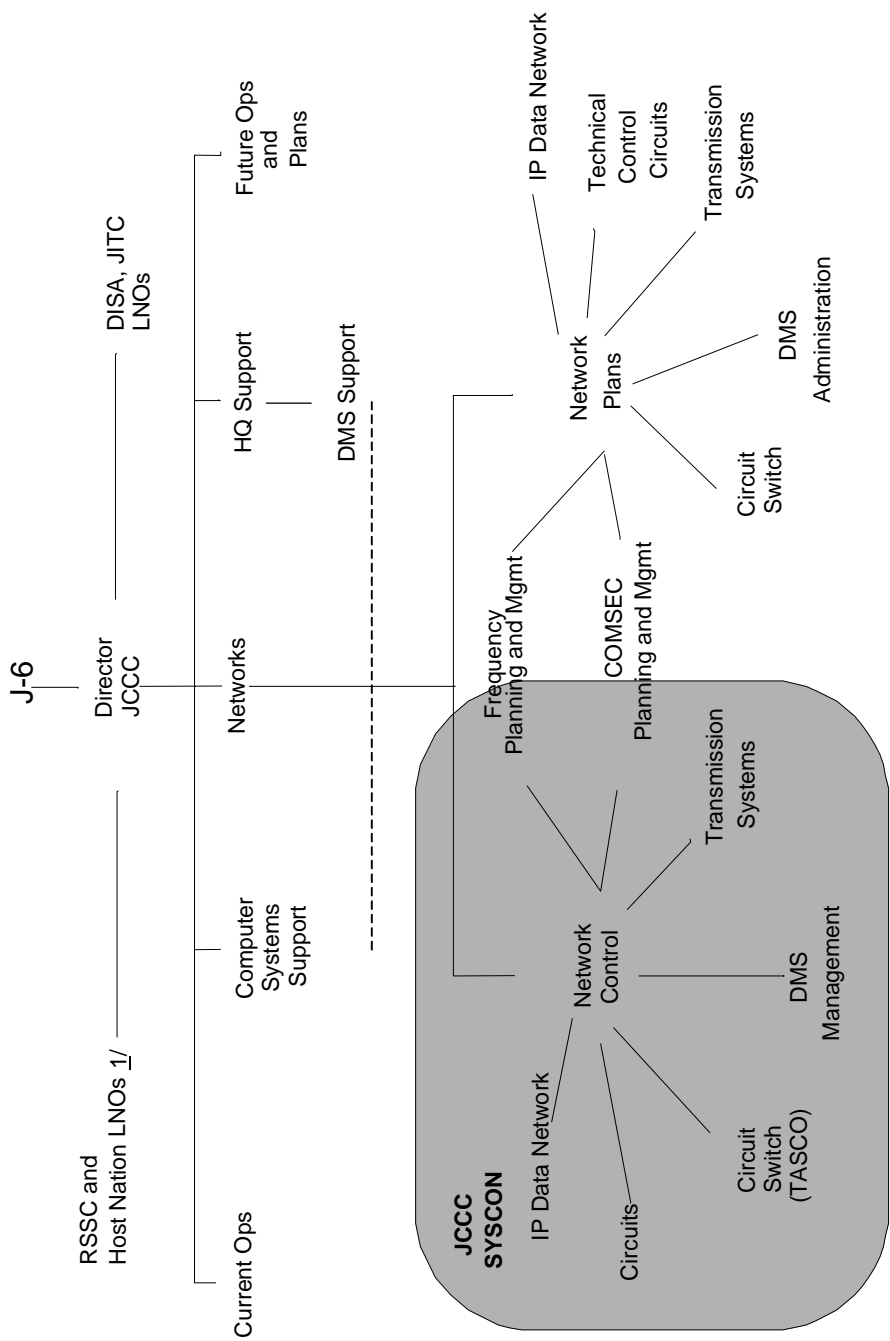 J-6
Director
JCCC
RSSC and
Host Nation LNOs 1/
DISA, JITC
LNOs
Current Ops
Computer
Systems
Support
Networks
HQ Support
Future Ops
and
Plans
DMS Support
JCCC
SYSCON
Network
Control
IP Data Network
Circuits
Circuit
Switch
(TASCO)
DMS
Management
Transmission
Systems
Frequency
Planning and Mgmt
COMSEC
Planning and Mgmt
Network
Plans
IP Data Network
Technical
Control
Circuits
Transmission
Systems
DMS
Administration
Circuit
Switch